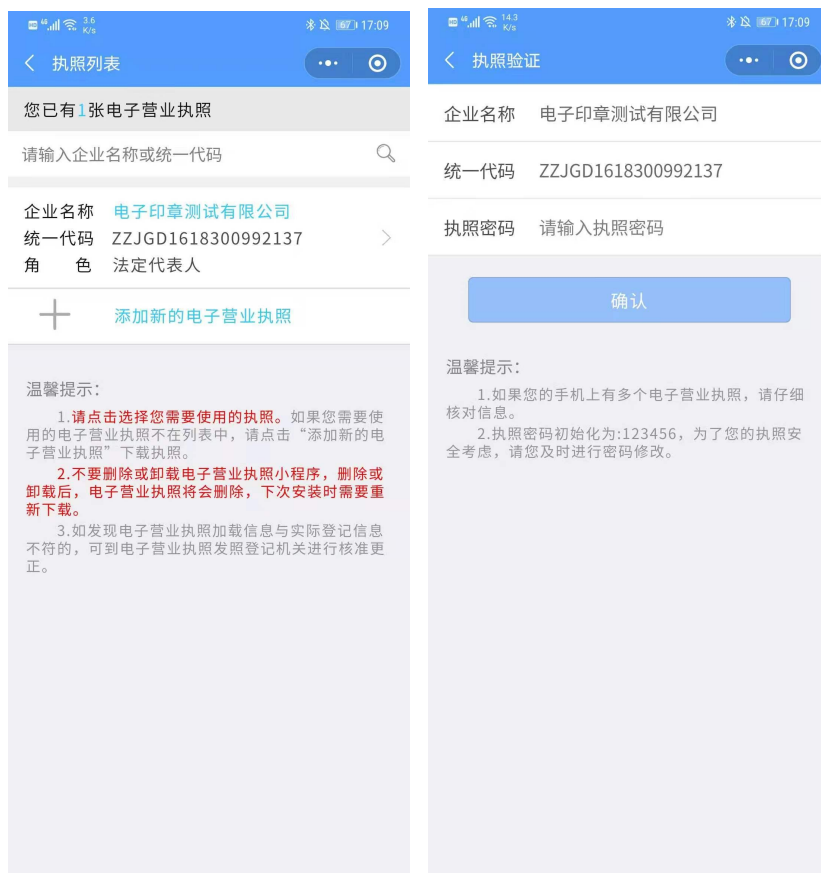 HD 4G 3.6 K/s 67 17:09
执照列表
您已有1张电子营业执照
请输入企业名称或统一代码
企业名称 电子印章测试有限公司
统一代码 ZZJGD1618300992137
角 色 法定代表人
添加新的电子营业执照
温馨提示:
1.请点击选择您需要使用的执照。如果您需要使
用的电子营业执照不在列表中，请点击“添加新的电
子营业执照”下载执照。
2.不要删除或卸载电子营业执照小程序，删除或
卸载后，电子营业执照将会删除，下次安装时需要重
新下载。
3.如发现电子营业执照加载信息与实际登记信息
不符的，可到电子营业执照发照登记机关进行核准更
正。
HD 4G 14.3 K/s 67 17:09
执照验证
企业名称 电子印章测试有限公司
统一代码 ZZJGD1618300992137
执照密码 请输入执照密码
确认
温馨提示:
1.如果您的手机上有多个电子营业执照，请仔细
核对信息。
2.执照密码初始化为:123456，为了您的执照安
全考虑，请您及时进行密码修改。